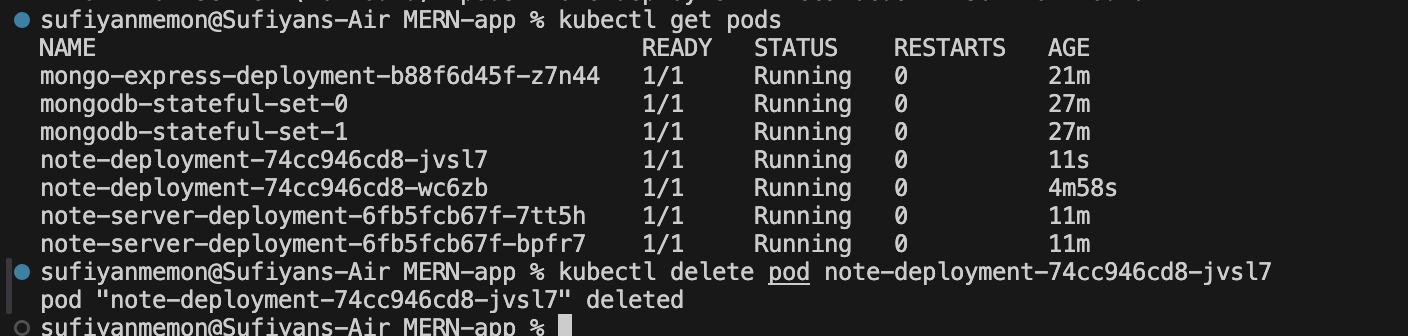 sufiyanmemon@Sufiyans-Air MERN-app % kubectl get pods
NAME READY STATUS RESTARTS AGE
mongo-express-deployment-b88f6d45f-z7n44 1/1 Running 0 21m
mongodb-stateful-set-0 1/1 Running 0 27m
mongodb-stateful-set-1 1/1 Running 0 27m
note-deployment-74cc946cd8-jvsl7 1/1 Running 0 11s
note-deployment-74cc946cd8-wc6zb 1/1 Running 0 4m58s
note-server-deployment-6fb5fcb67f-7tt5h 1/1 Running 0 11m
note-server-deployment-6fb5fcb67f-bpfr7 1/1 Running 0 11m
sufiyanmemon@Sufiyans-Air MERN-app % kubectl delete pod note-deployment-74cc946cd8-jvsl7
pod "note-deployment-74cc946cd8-jvsl7" deleted
sufiyanmemon@Sufiyans-Air MERN-app %